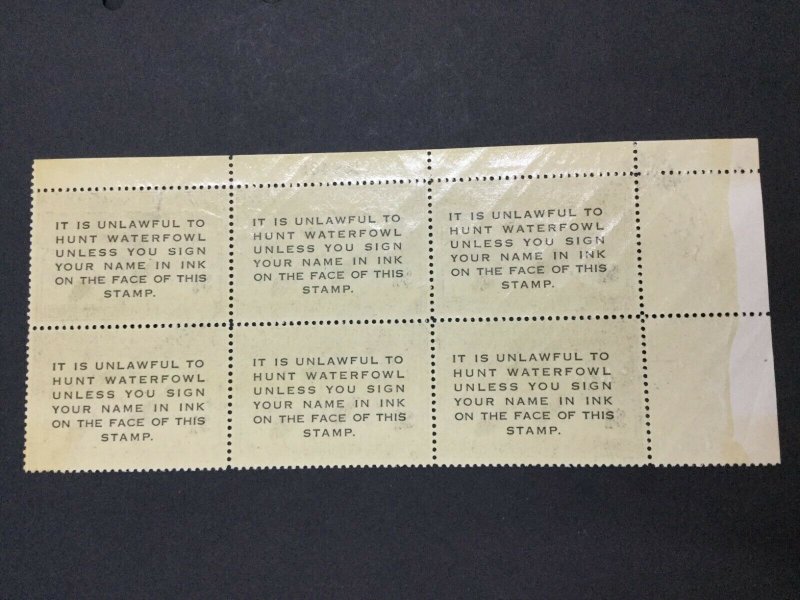 IT IS UNLAWFUL TO
HUNT WATERFOWL
UNLESS YOU SIGN
YOUR NAME IN INK
ON THE FACE OF THIS
STAMP.
IT IS UNLAWFUL TO
HUNT WATERFOWL
UNLESS YOU SIGN
YOUR NAME IN INK
ON THE FACE OF THIS
STAMP.
IT IS UNLAWFUL TO
HUNT WATERFOWL
UNLESS YOU SIGN
YOUR NAME IN INK
ON THE FACE OF THIS
STAMP.
IT IS UNLAWFUL TO
HUNT WATERFOWL
UNLESS YOU SIGN
YOUR NAME IN INK
ON THE FACE OF THIS
STAMP.
IT IS UNLAWFUL TO
HUNT WATERFOWL
UNLESS YOU SIGN
YOUR NAME IN INK
ON THE FACE OF THIS
STAMP.
IT IS UNLAWFUL TO
HUNT WATERFOWL
UNLESS YOU SIGN
YOUR NAME IN INK
ON THE FACE OF THIS
STAMP.